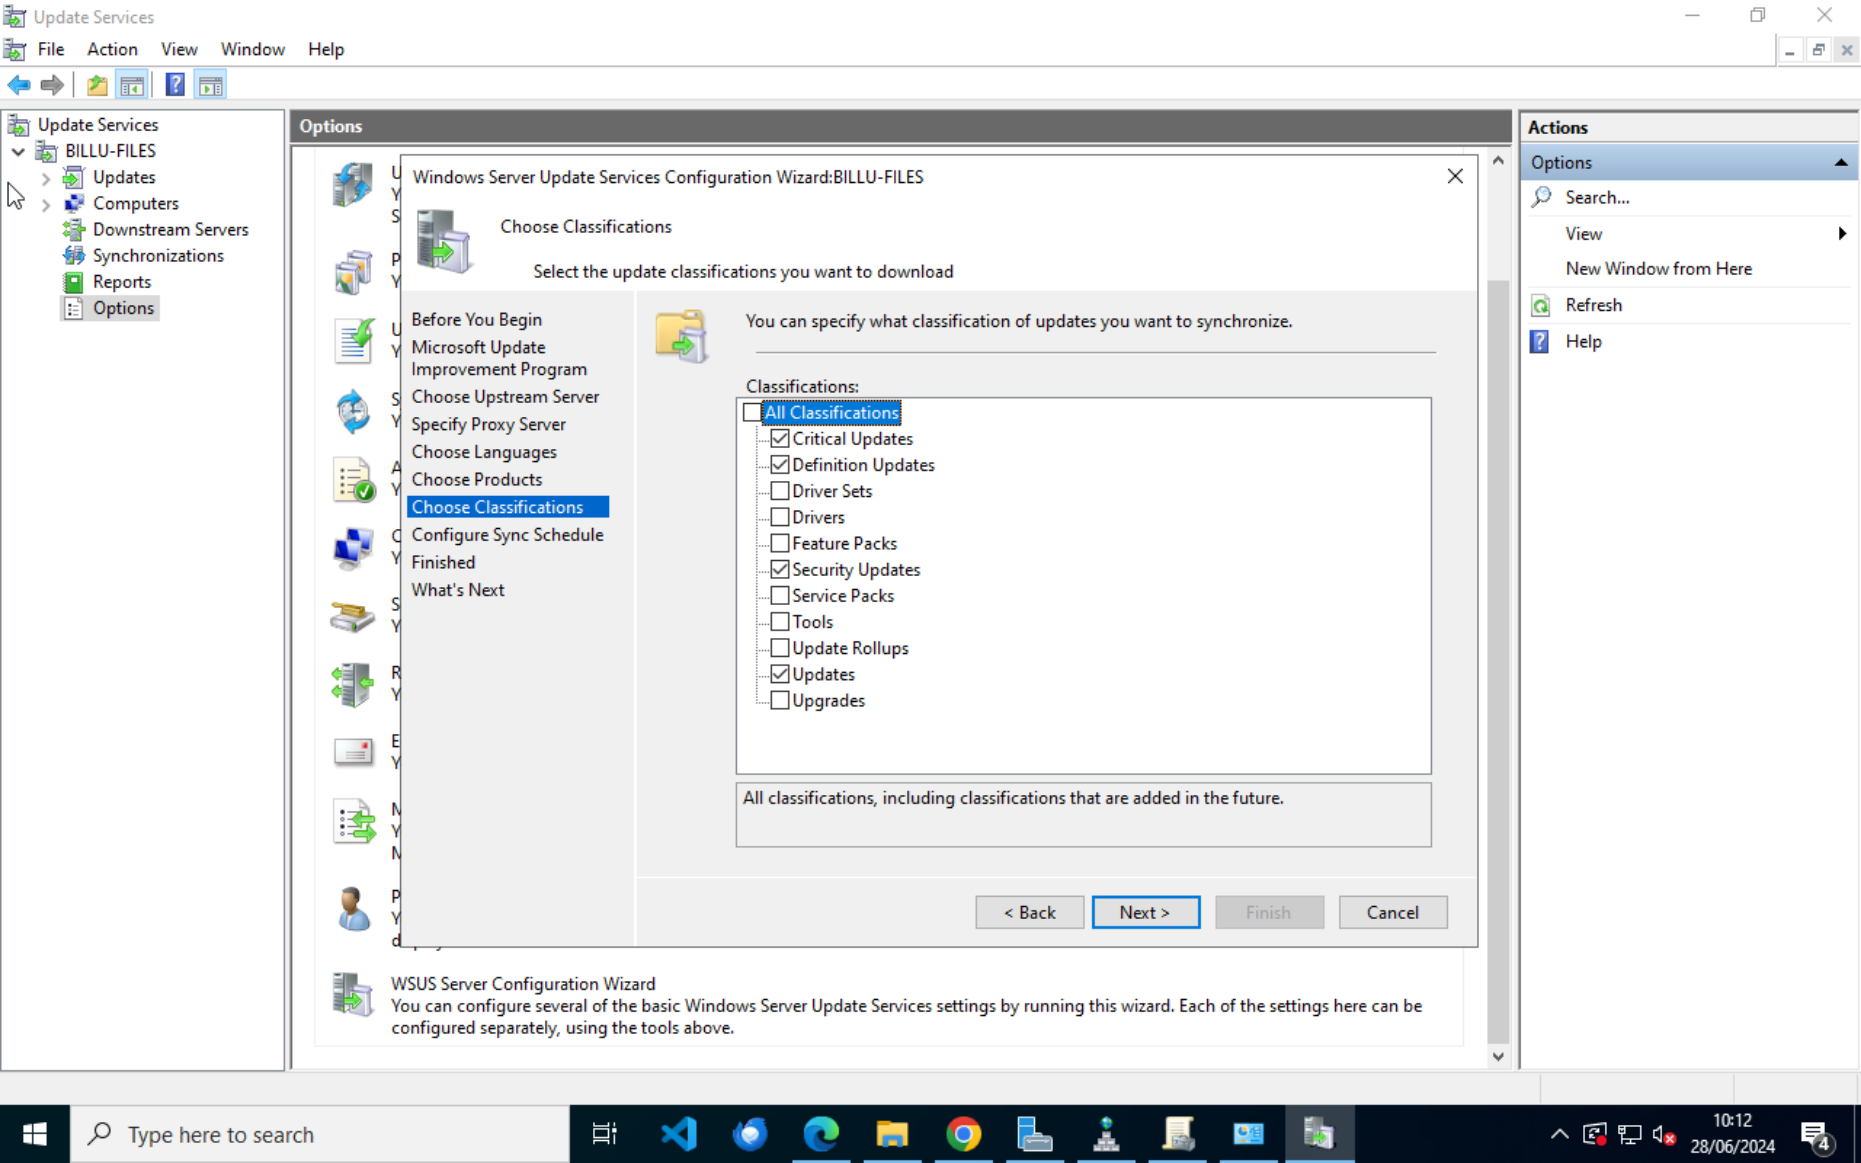 Update Services
File Action View Window Help
Update Services
BILLU-FILES
Updates
Computers
Downstream Servers
Synchronizations
Reports
Options
Options
Windows Server Update Services Configuration Wizard:BILLU-FILES
Choose Classifications
Select the update classifications you want to download
Before You Begin
Microsoft Update
Improvement Program
Choose Upstream Server
Specify Proxy Server
Choose Languages
Choose Products
Choose Classifications
Configure Sync Schedule
Finished
What's Next
You can specify what classification of updates you want to synchronize.
Classifications:
All Classifications
Critical Updates
Definition Updates
Driver Sets
Drivers
Feature Packs
Security Updates
Service Packs
Tools
Update Rollups
Updates
Upgrades
All classifications, including classifications that are added in the future.
< Back Next > Finish Cancel
WSUS Server Configuration Wizard
You can configure several of the basic Windows Server Update Services settings by running this wizard. Each of the settings here can be
configured separately, using the tools above.
Actions
Options
Search...
View
New Window from Here
Refresh
Help
Type here to search
10:12
28/06/2024
4